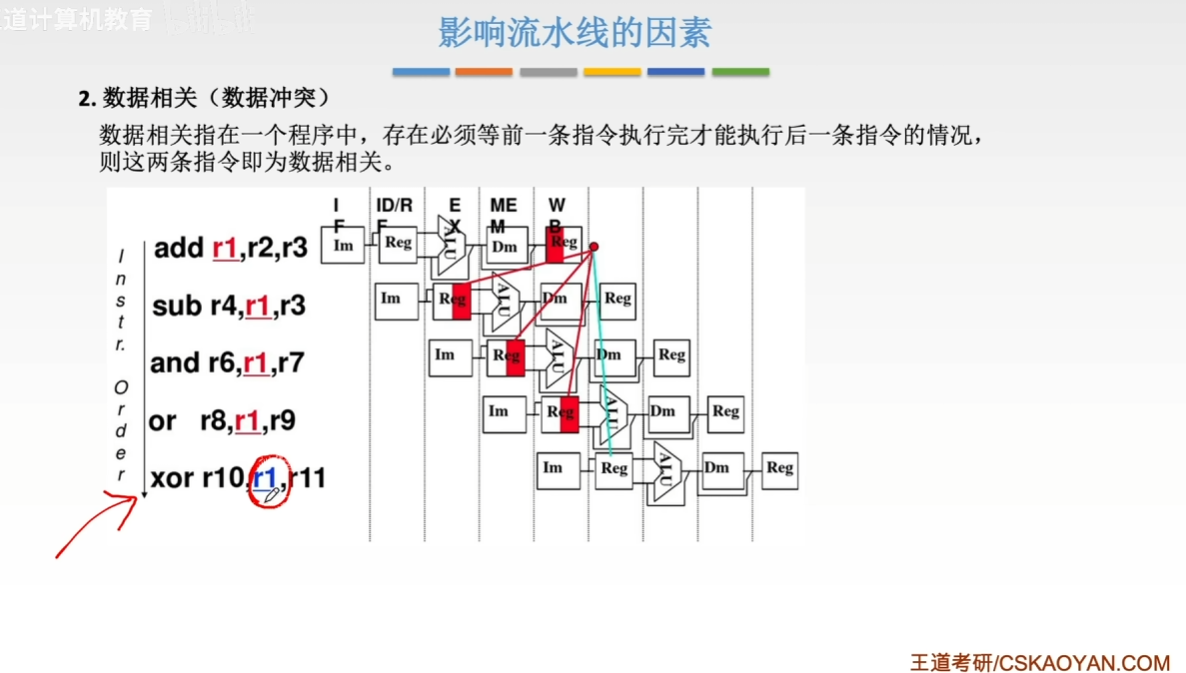 道计算机教育
影响流水线的因素
2. 数据相关（数据冲突）
数据相关指在一个程序中，存在必须等前一条指令执行完才能执行后一条指令的情况，
则这两条指令即为数据相关。
IF ID/RF EX MEM WB
Instr. Order
add r1,r2,r3 Im Reg ALU Dm Reg
sub r4,r1,r3 Im Reg ALU Dm Reg
and r6,r1,r7 Im Reg ALU Dm Reg
or r8,r1,r9 Im Reg ALU Dm Reg
xor r10,r1,r11 Im Reg ALU Dm Reg
王道考研/CSKAOYAN.COM